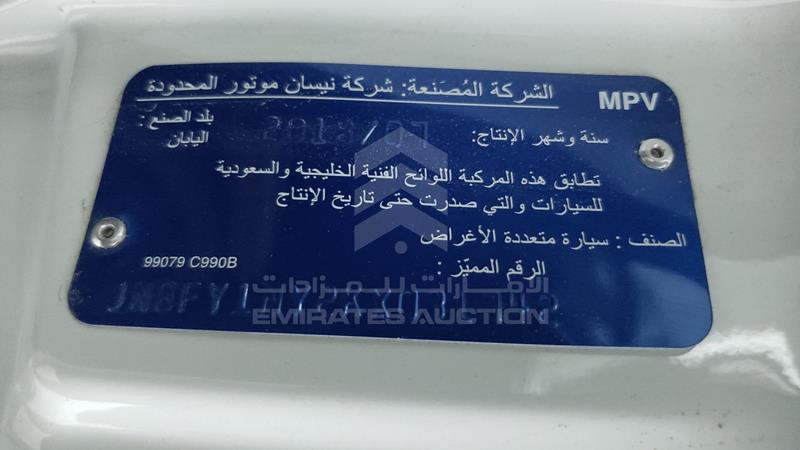 MPV الشركة المُصَنعة: شركة نيسان موتور المحدودة
سنة وشهر الإنتاج: بلد الصنع: اليابان
تطابق هذه المركبة اللوائح الفنية الخليجية والسعودية
للسيارات والتي صدرت حتى تاريخ الإنتاج
الصنف : سيارة متعددة الأغراض
الرقم المميّز :
99079 C990B
الإمارات للمزادات
EMIRATES AUCTION